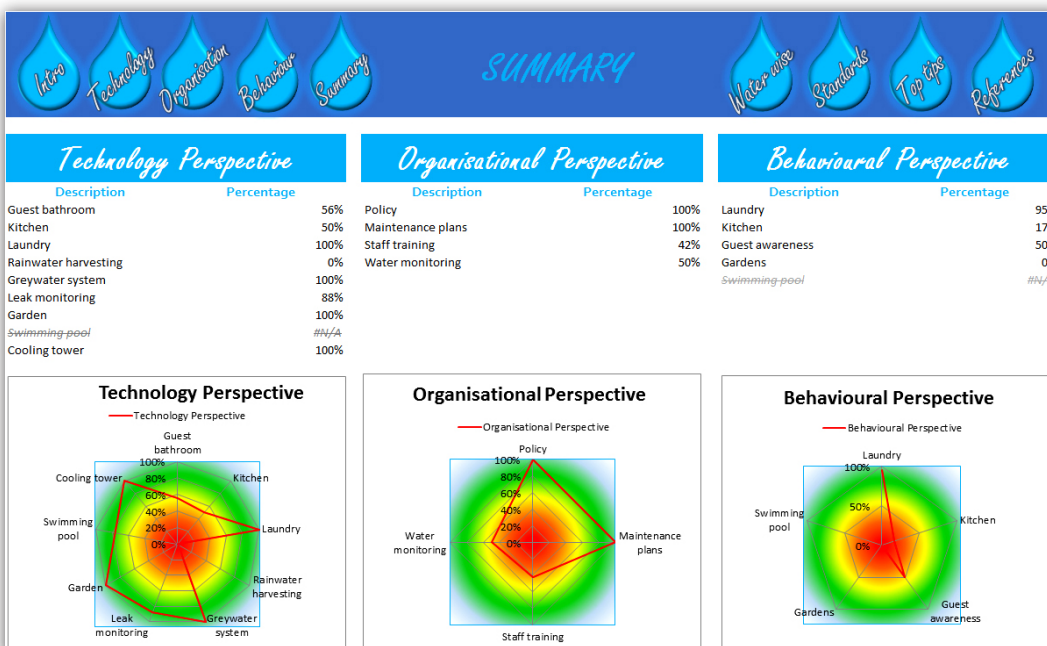 Intro
Technology
Organisation
Behaviour
Summary
SUMMARY
Water wise
Standards
Top tips
References
Technology Perspective
Description Percentage
Guest bathroom 56%
Kitchen 50%
Laundry 100%
Rainwater harvesting 0%
Greywater system 100%
Leak monitoring 88%
Garden 100%
Swimming pool #N/A
Cooling tower 100%
Organisational Perspective
Description Percentage
Policy 100%
Maintenance plans 100%
Staff training 42%
Water monitoring 50%
Behavioural Perspective
Description Percentage
Laundry 95
Kitchen 17
Guest awareness 50
Gardens 0
Swimming pool #N/
Technology Perspective
Technology Perspective
Guest
bathroom
Kitchen
Laundry
Rainwater
harvesting
Greywater
system
Leak
monitoring
Garden
Swimming
pool
Cooling tower
100%
80%
60%
40%
20%
0%
Organisational Perspective
Organisational Perspective
Policy
Maintenance
plans
Staff training
Water
monitoring
100%
80%
60%
40%
20%
0%
Behavioural Perspective
Behavioural Perspective
Laundry
Kitchen
Guest
awareness
Gardens
Swimming
pool
100%
50%
0%